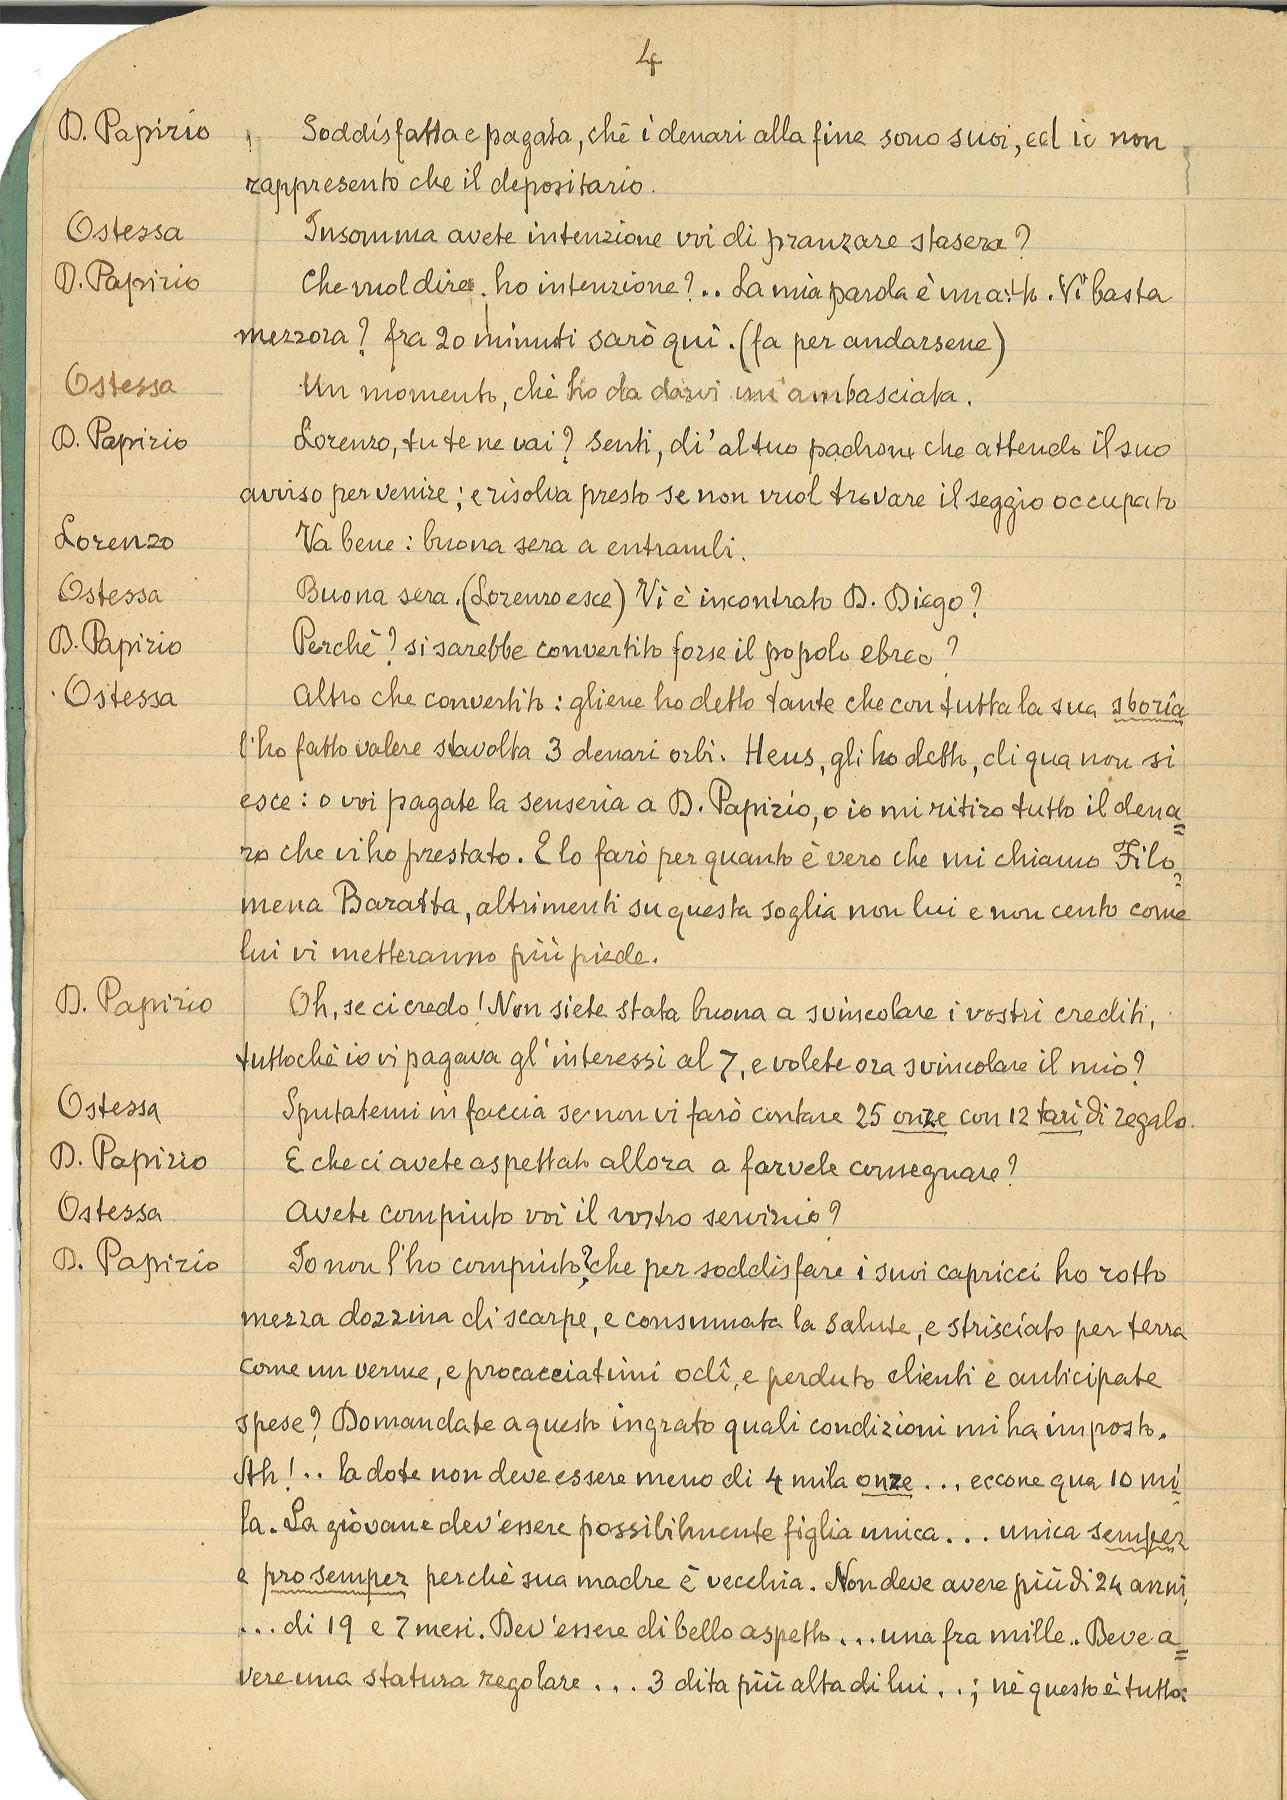 4
D. Papirio Soddisfatta e pagata, chè i denari alla fine sono suoi, ed io non
rappresento che il depositario.
Ostessa Insomma avete intenzione voi di pranzare stasera?
D. Papirio Che vuol dire. ho intenzione?.. La mia parola è un atto. Vi basta
mezzora? fra 20 minuti sarò quì. (fa per andarsene)
Ostessa Un momento, chè ho da darvi un'ambasciata.
D. Papirio Lorenzo, tu te ne vai? Senti, di' al tuo padrone che attendo il suo
avviso per venire; e risolva presto se non vuol trovare il seggio occupato
Lorenzo Va bene: buona sera a entrambi.
Ostessa Buona sera. (Lorenzo esce) Vi è incontrato D. Diego?
D. Papirio Perchè? si sarebbe convertito forse il popolo ebreo?
Ostessa Altro che convertito: gliene ho detto tante che con tutta la sua sborîa
l'ho fatto valere stavolta 3 denari orbi. Heus, gli ho detto, di qua non si
esce: o voi pagate la senseria a D. Papirio, o io mi ritiro tutto il dena=
ro che vi ho prestato. E lo farò per quanto è vero che mi chiamo Filo=
mena Baratta, altrimenti su questa soglia non lui e non cento come
lui vi metteranno più piede.
D. Papirio Oh, se ci credo! Non siete stata buona a svincolare i vostri crediti,
tuttochè io vi pagava gl'interessi al 7, e volete ora svincolare il mio?
Ostessa Sputatemi in faccia se non vi farò contare 25 onze con 12 tarì di regalo.
D. Papirio E che ci avete aspettato allora a farvele consegnare?
Ostessa Avete compiuto voi il vostro servizio?
D. Papirio Io non l'ho compiuto? che per soddisfare i suoi capricci ho rotto
mezza dozzina di scarpe, e consumata la salute, e strisciato per terra
come un verme, e procacciatimi odî, e perduto clienti e anticipate
spese? Domandate a questo ingrato quali condizioni mi ha imposto.
Ah!.. la dote non deve essere meno di 4 mila onze... eccone qua 10 mi=
la. La giovane dev'essere possibilmente figlia unica... unica semper
e pro semper perchè sua madre è vecchia. Non deve avere più di 24 anni
... di 19 e 7 mesi. Dev'essere di bello aspetto... una fra mille.. Deve a=
vere una statura regolare... 3 dita più alta di lui..; nè questo è tutto: